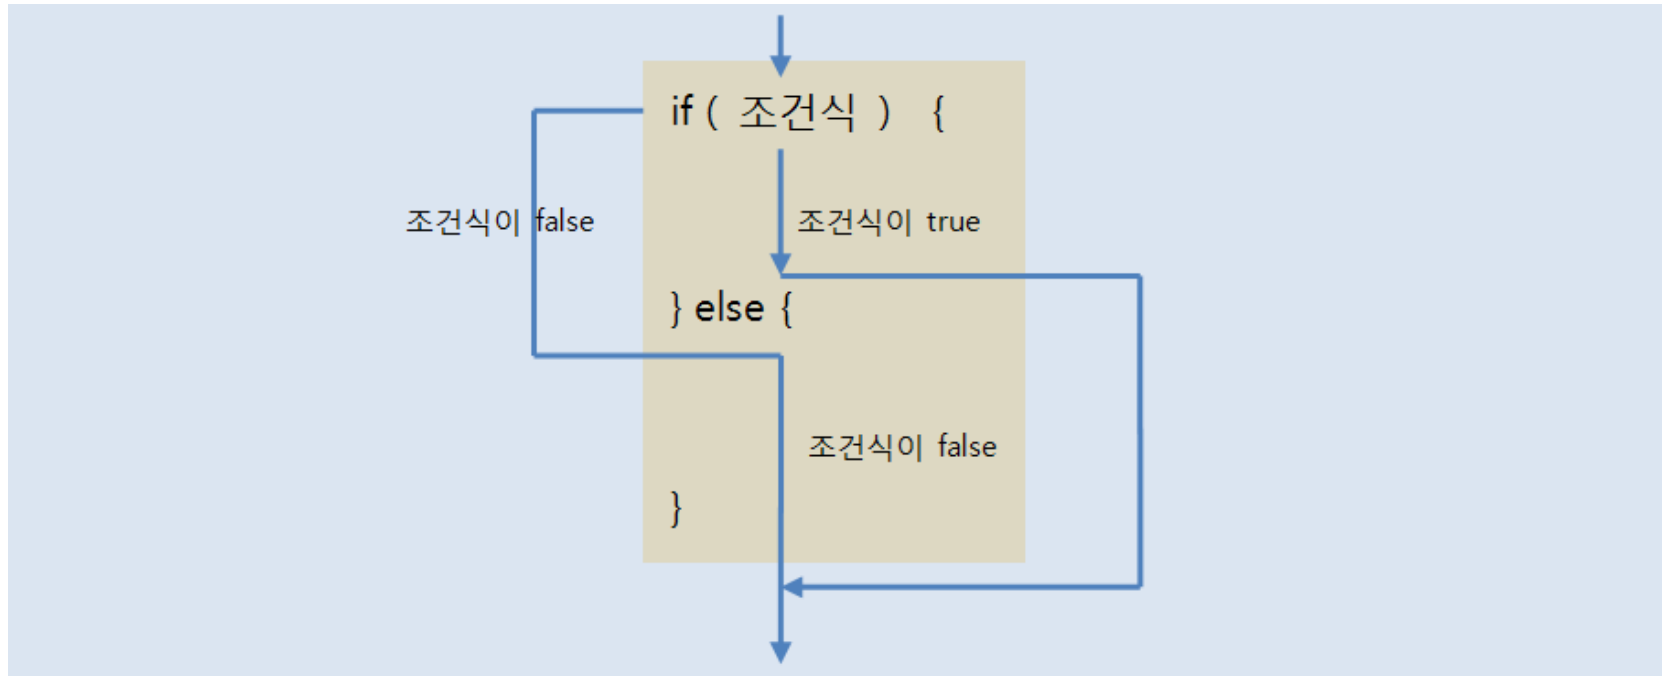 if ( 조건식 ) {
조건식이 false
조건식이 true
} else {
조건식이 false
}